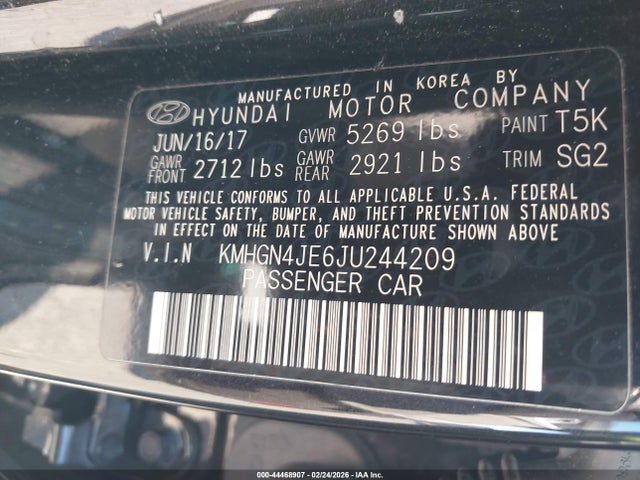 MANUFACTURED IN KOREA BY
HYUNDAI MOTOR COMPANY
JUN/16/17 GVWR 5269 lbs PAINT T5K
GAWR FRONT 2712 lbs GAWR REAR 2921 lbs TRIM SG2
THIS VEHICLE CONFORMS TO ALL APPLICABLE U.S.A. FEDERAL
MOTOR VEHICLE SAFETY, BUMPER, AND THEFT PREVENTION STANDARDS
IN EFFECT ON THE DATE OF MANUFACTURE SHOWN ABOVE
V.I.N KMHGN4JE6JU244209
PASSENGER CAR
000-44468907 - 02/24/2026 - IAA Inc.